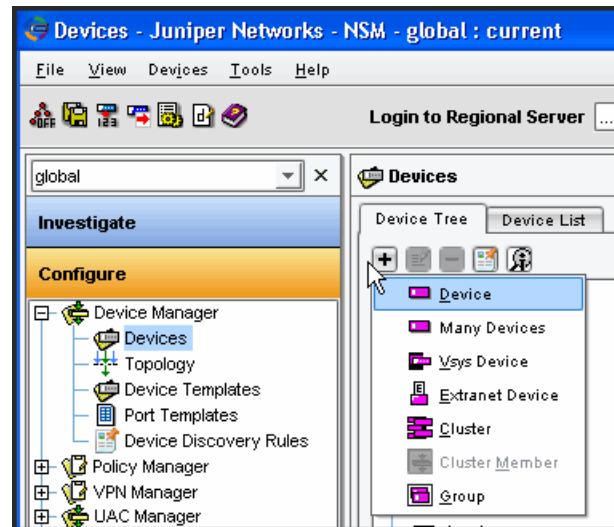 Devices - Juniper Networks - NSM - global : current
File View Devices Tools Help
Login to Regional Server ...
global
Devices
Investigate
Device Tree Device List
Configure
Device Manager
Devices
Topology
Device Templates
Port Templates
Device Discovery Rules
Policy Manager
VPN Manager
UAC Manager
Device
Many Devices
Vsys Device
Extranet Device
Cluster
Cluster Member
Group